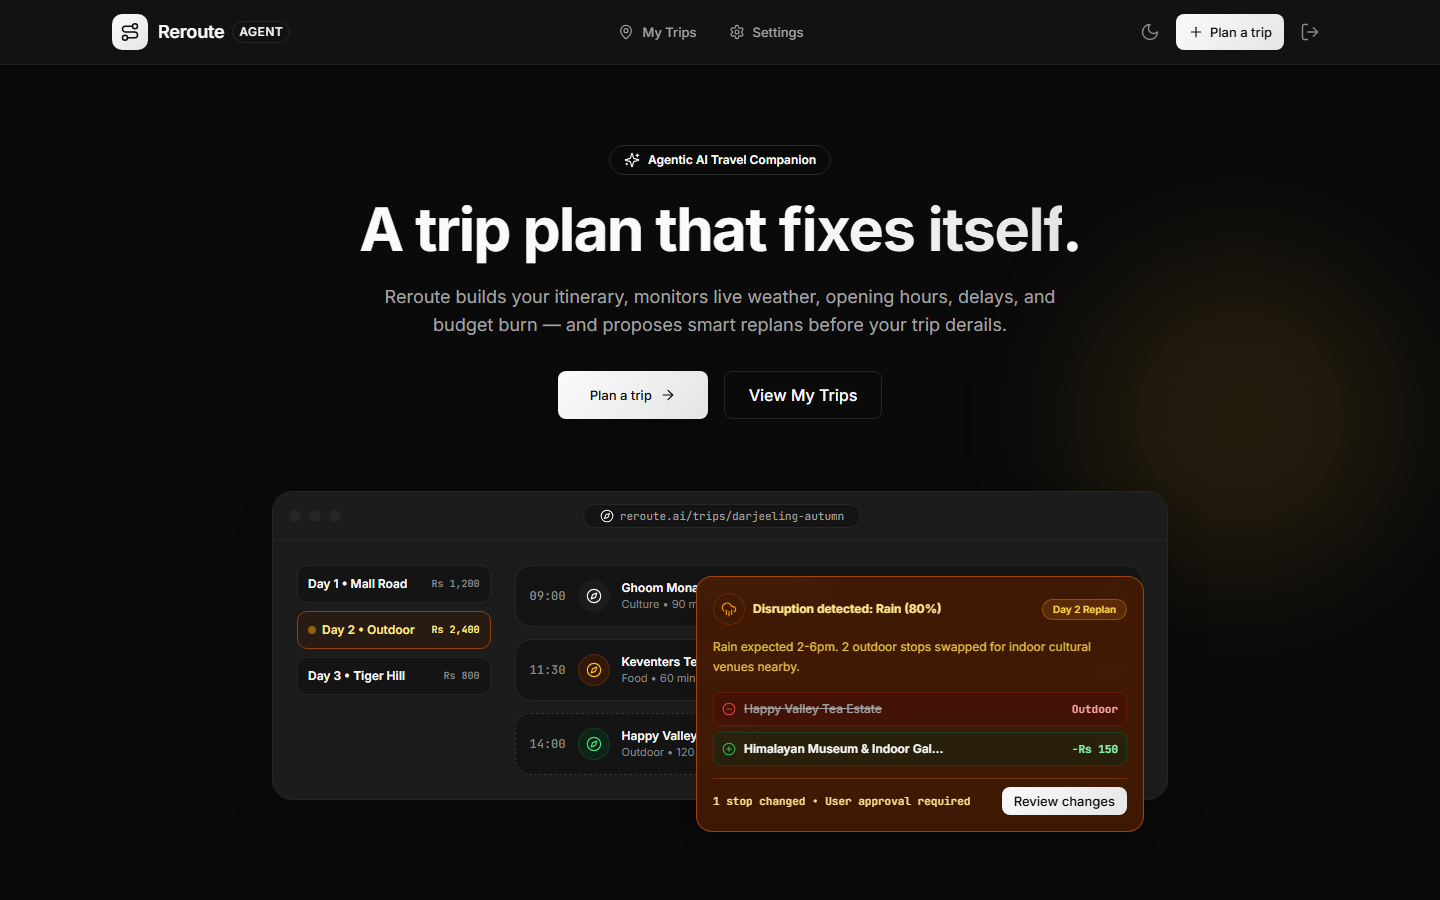 Reroute AGENT
My Trips
Settings
Plan a trip
Agentic AI Travel Companion
A trip plan that fixes itself.
Reroute builds your itinerary, monitors live weather, opening hours, delays, and
budget burn — and proposes smart replans before your trip derails.
Plan a trip
View My Trips
reroute.ai/trips/darjeeling-autumn
Day 1 • Mall Road Rs 1,200
Day 2 • Outdoor Rs 2,400
Day 3 • Tiger Hill Rs 800
09:00
Ghoom Mona
Culture • 90 m
11:30
Keventers Te
Food • 60 min
14:00
Happy Valley
Outdoor • 120
Disruption detected: Rain (80%)
Day 2 Replan
Rain expected 2-6pm. 2 outdoor stops swapped for indoor cultural
venues nearby.
Happy Valley Tea Estate Outdoor
Himalayan Museum & Indoor Gal... -Rs 150
1 stop changed • User approval required
Review changes